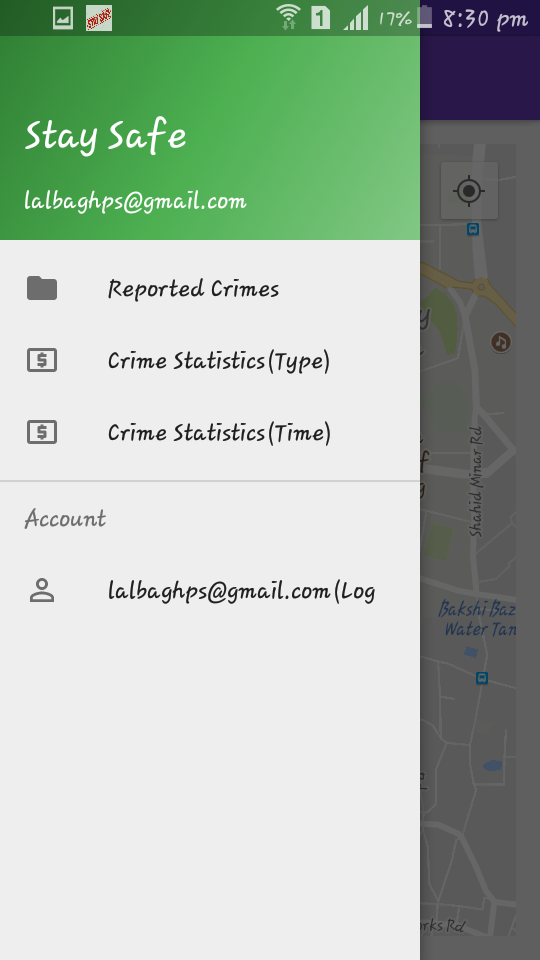 1 17% 8:30 pm
Stay Safe
lalbaghps@gmail.com
Reported Crimes
Crime Statistics(Type)
Crime Statistics(Time)
Account
lalbaghps@gmail.com(Log
Shahid Minar Rd
Bakshi Baz
Water Tan
arks Rd